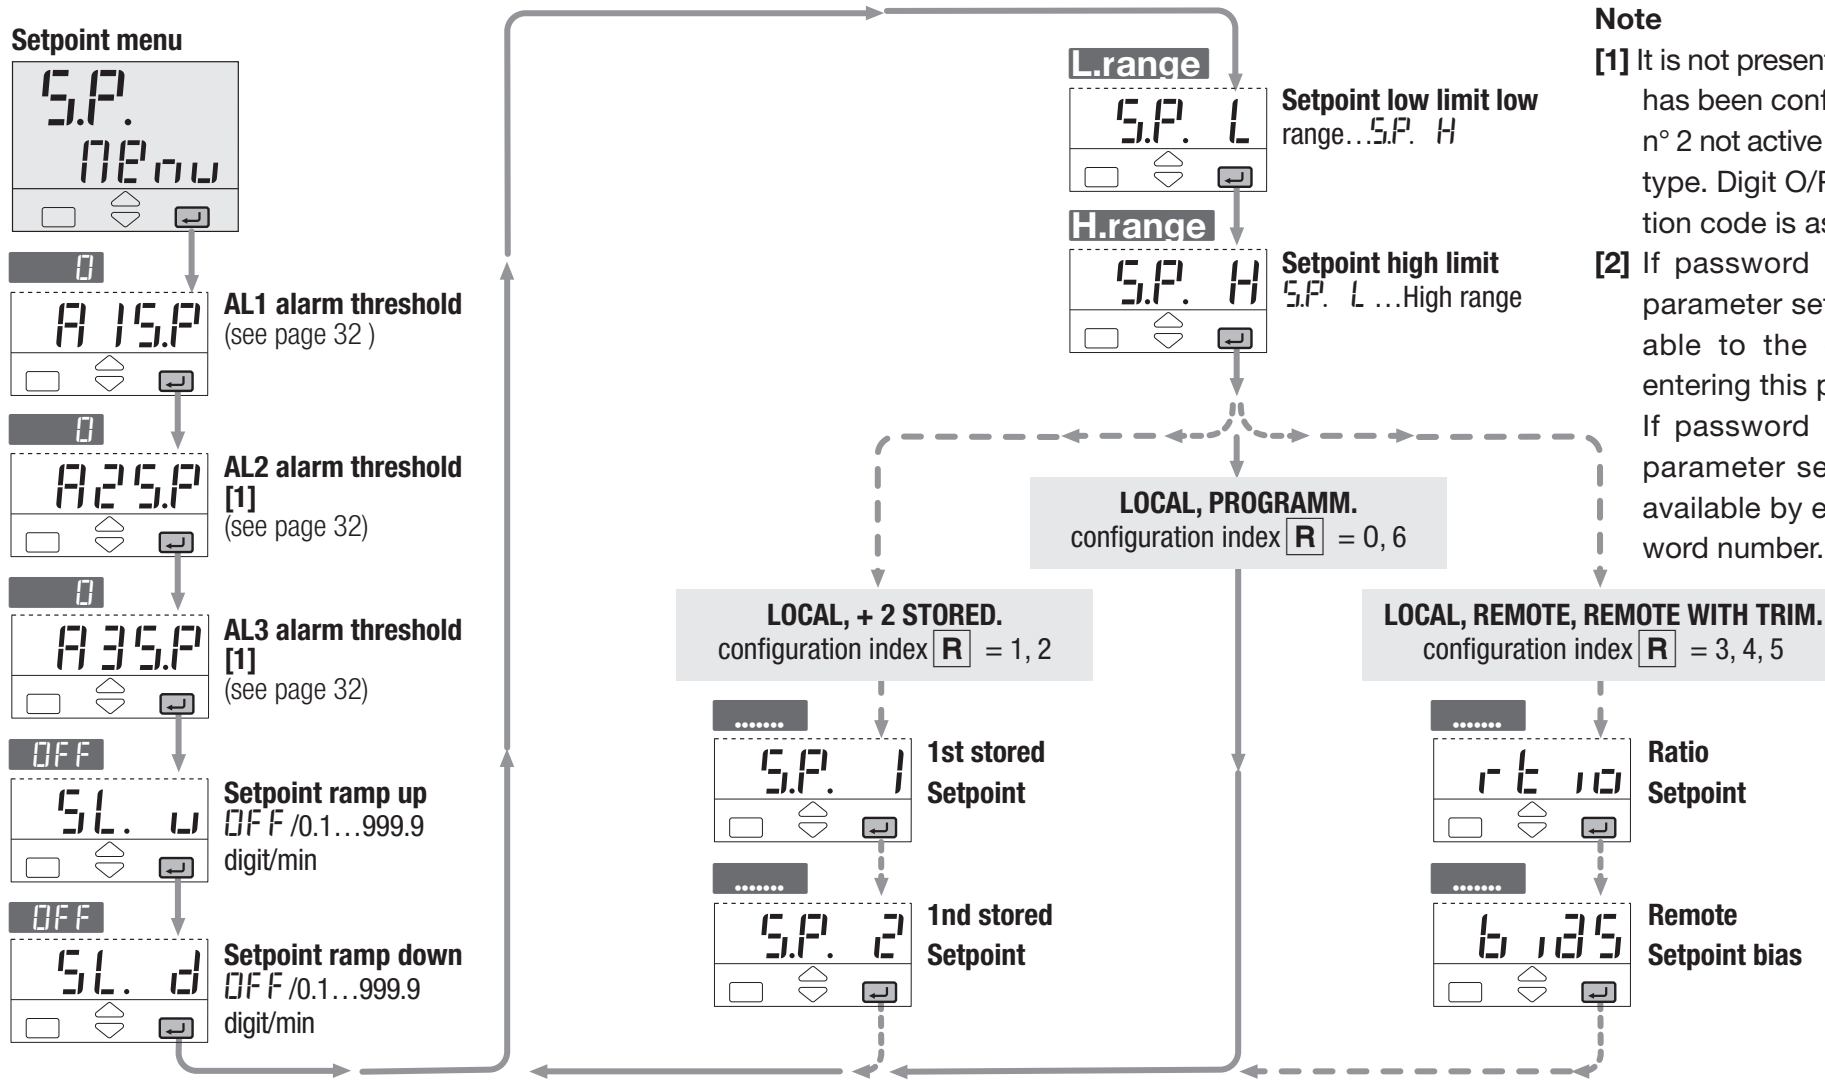 Setpoint menu
S.P.
MEnu
0
A1S.P
AL1 alarm threshold
(see page 32 )
0
A2S.P
AL2 alarm threshold
[1]
(see page 32)
0
A3S.P
AL3 alarm threshold
[1]
(see page 32)
OFF
SL. u
Setpoint ramp up
OFF /0.1…999.9
digit/min
OFF
SL. d
Setpoint ramp down
OFF /0.1…999.9
digit/min
L.range
S.P. L
Setpoint low limit low
range…S.P. H
H.range
S.P. H
Setpoint high limit
S.P. L …High range
LOCAL, PROGRAMM.
configuration index R = 0, 6
LOCAL, + 2 STORED.
configuration index R = 1, 2
.......
S.P. 1
1st stored
Setpoint
.......
S.P. 2
1nd stored
Setpoint
LOCAL, REMOTE, REMOTE WITH TRIM.
configuration index R = 3, 4, 5
.......
rtio
Ratio
Setpoint
.......
biaS
Remote
Setpoint bias
Note
[1] It is not present
has been conf
n° 2 not active
type. Digit O/P
tion code is as
[2] If password
parameter set
able to the
entering this p
If password
parameter se
available by e
word number.